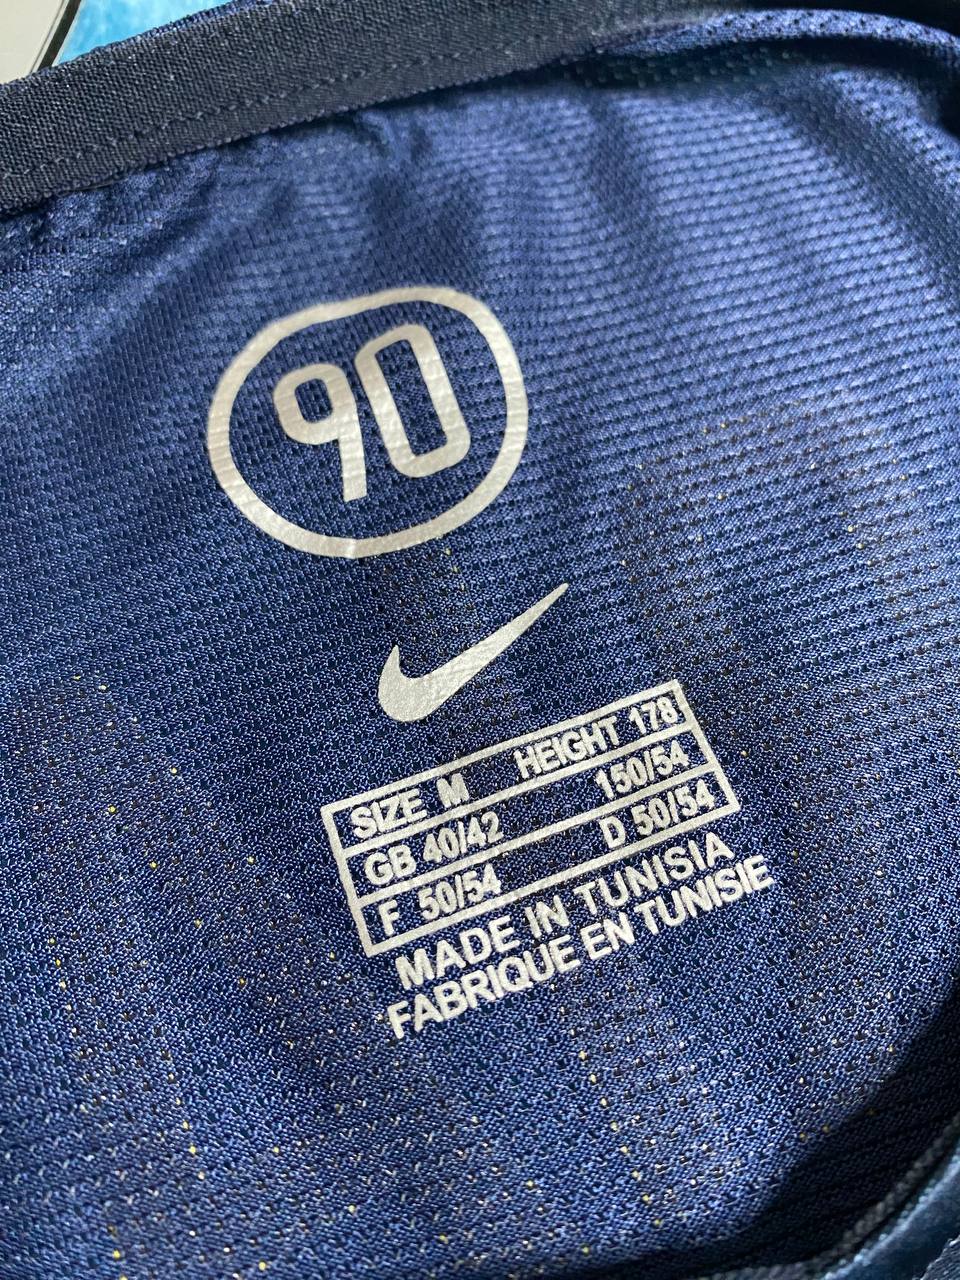 90
SIZE M HEIGHT 178
GB 40/42 150/54
F 50/54 D 50/54
MADE IN TUNISIA
FABRIQUE EN TUNISIE